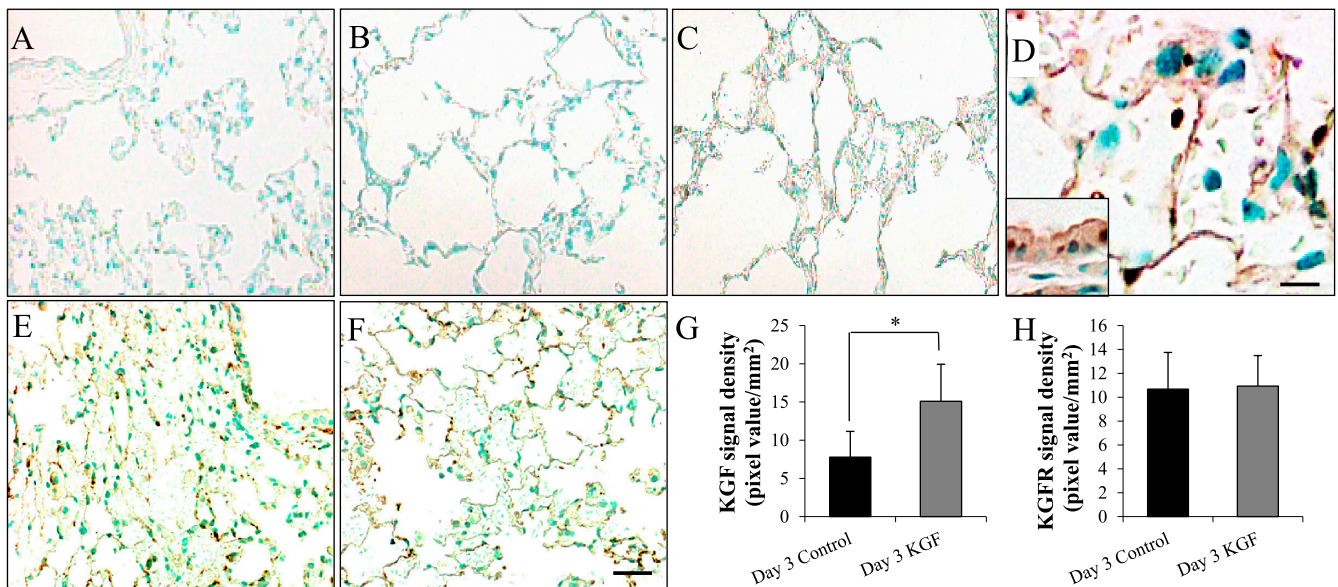 A
B
C
D
E
F
G
KGF signal density
(pixel value/mm²)
25
20
15
10
5
0
*
Day 3 Control
Day 3 KGF
H
KGFR signal density
(pixel value/mm²)
16
14
12
10
8
6
4
2
0
Day 3 Control
Day 3 KGF